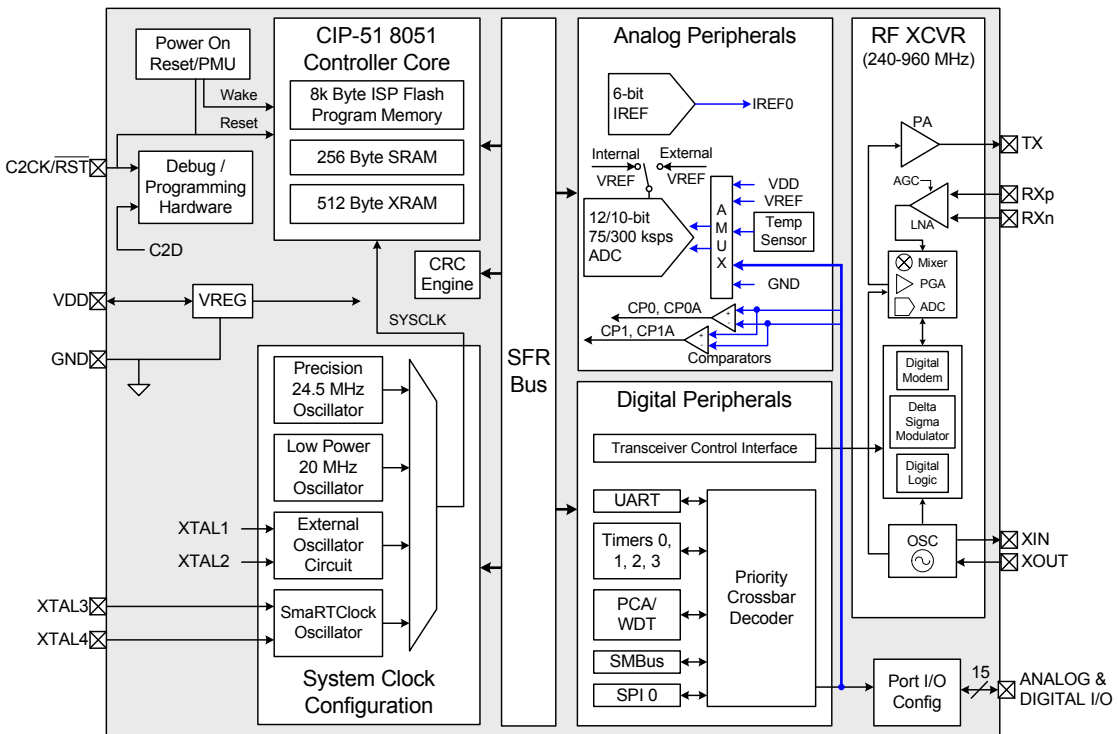 Power On
Reset/PMU
Wake
Reset
C2CK/RST
Debug /
Programming
Hardware
C2D
VDD
VREG
GND
CIP-51 8051
Controller Core
8k Byte ISP Flash
Program Memory
256 Byte SRAM
512 Byte XRAM
CRC
Engine
SYSCLK
Precision
24.5 MHz
Oscillator
Low Power
20 MHz
Oscillator
XTAL1
XTAL2
External
Oscillator
Circuit
XTAL3
XTAL4
SmaRTClock
Oscillator
System Clock
Configuration
SFR
Bus
Analog Peripherals
6-bit
IREF
IREF0
Internal
VREF
External
VREF
12/10-bit
75/300 ksps
ADC
A
M
U
X
VDD
VREF
Temp
Sensor
GND
CP0, CP0A
+
-
CP1, CP1A
+
-
Comparators
Digital Peripherals
Transceiver Control Interface
UART
Timers 0,
1, 2, 3
PCA/
WDT
SMBus
SPI 0
Priority
Crossbar
Decoder
RF XCVR
(240-960 MHz)
PA
TX
AGC
LNA
RXp
RXn
Mixer
PGA
ADC
Digital
Modem
Delta
Sigma
Modulator
Digital
Logic
OSC
XIN
XOUT
Port I/O
Config
15
ANALOG &
DIGITAL I/O